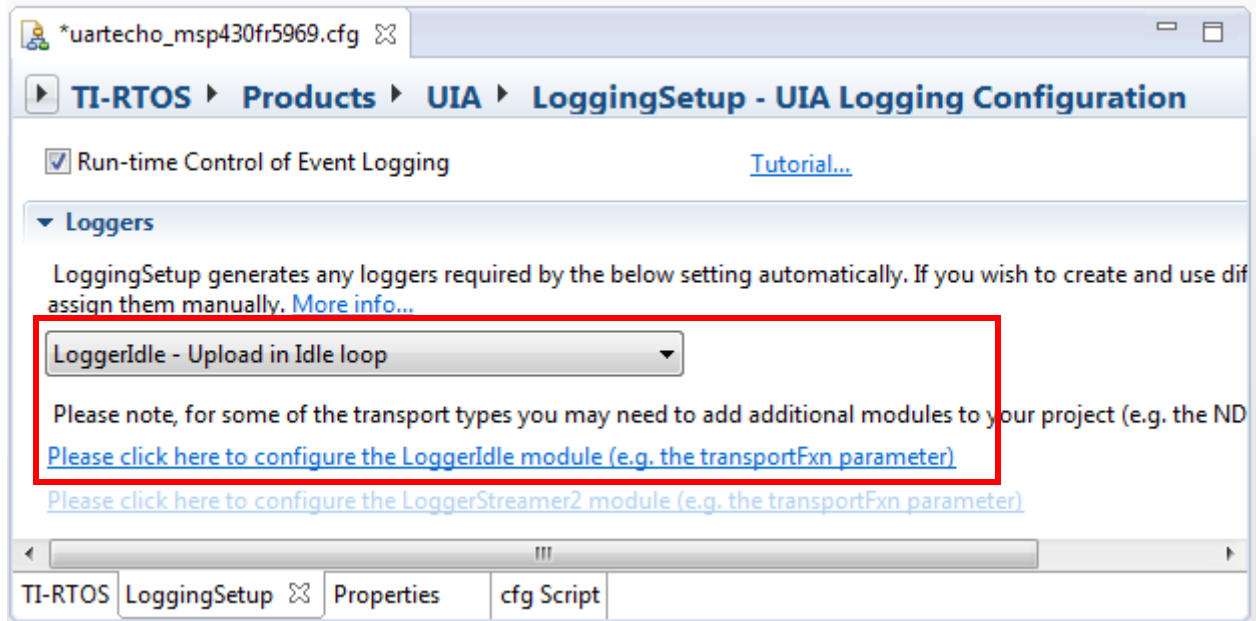 *uartecho_msp430fr5969.cfg
TI-RTOS Products UIA LoggingSetup - UIA Logging Configuration
Run-time Control of Event Logging Tutorial...
Loggers
LoggingSetup generates any loggers required by the below setting automatically. If you wish to create and use dif
assign them manually. More info...
LoggerIdle - Upload in Idle loop
Please note, for some of the transport types you may need to add additional modules to your project (e.g. the ND
Please click here to configure the LoggerIdle module (e.g. the transportFxn parameter)
Please click here to configure the LoggerStreamer2 module (e.g. the transportFxn parameter)
TI-RTOS LoggingSetup Properties cfg Script